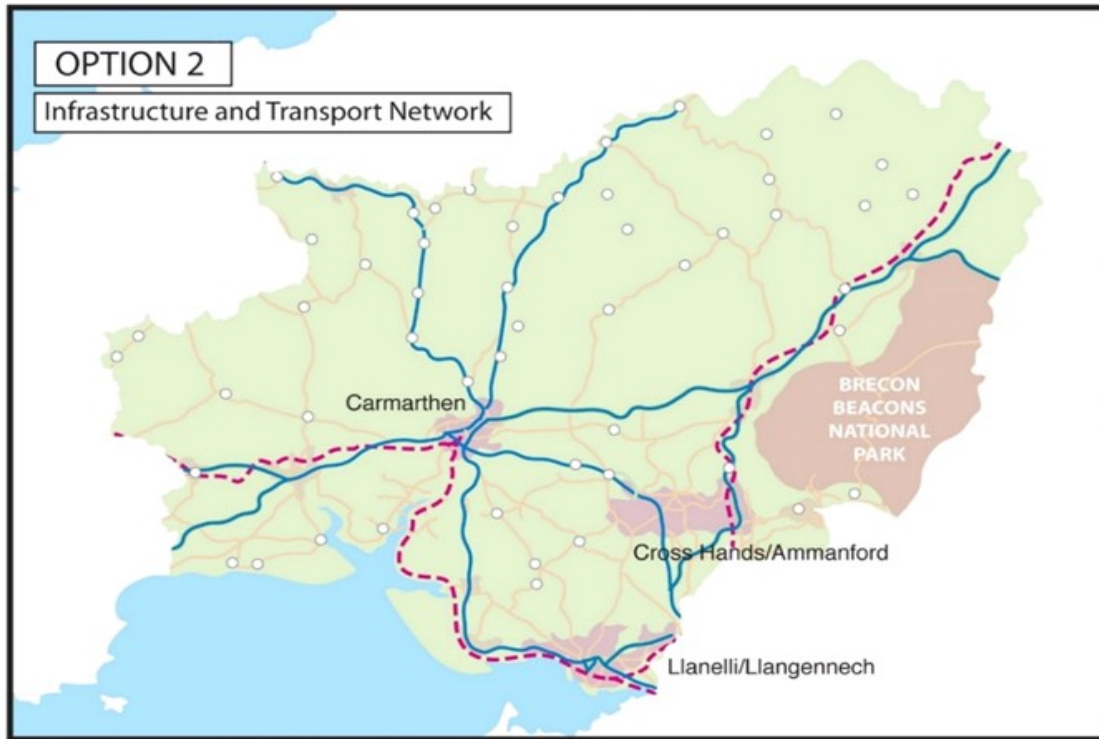 OPTION 2
Infrastructure and Transport Network
Carmarthen
BRECON
BEACONS
NATIONAL
PARK
Cross Hands/Ammanford
Llanelli/Llangennech